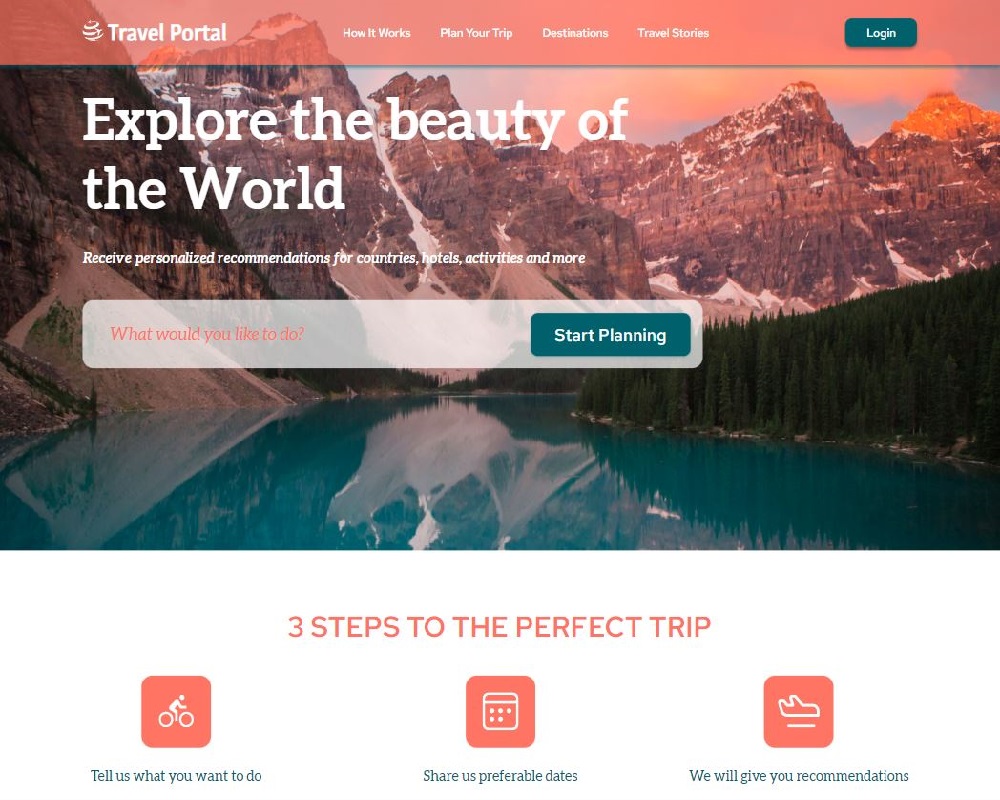 Travel Portal
How It Works
Plan Your Trip
Destinations
Travel Stories
Login
Explore the beauty of
the World
Receive personalized recommendations for countries, hotels, activities and more
What would you like to do?
Start Planning
3 STEPS TO THE PERFECT TRIP
Tell us what you want to do
Share us preferable dates
We will give you recommendations